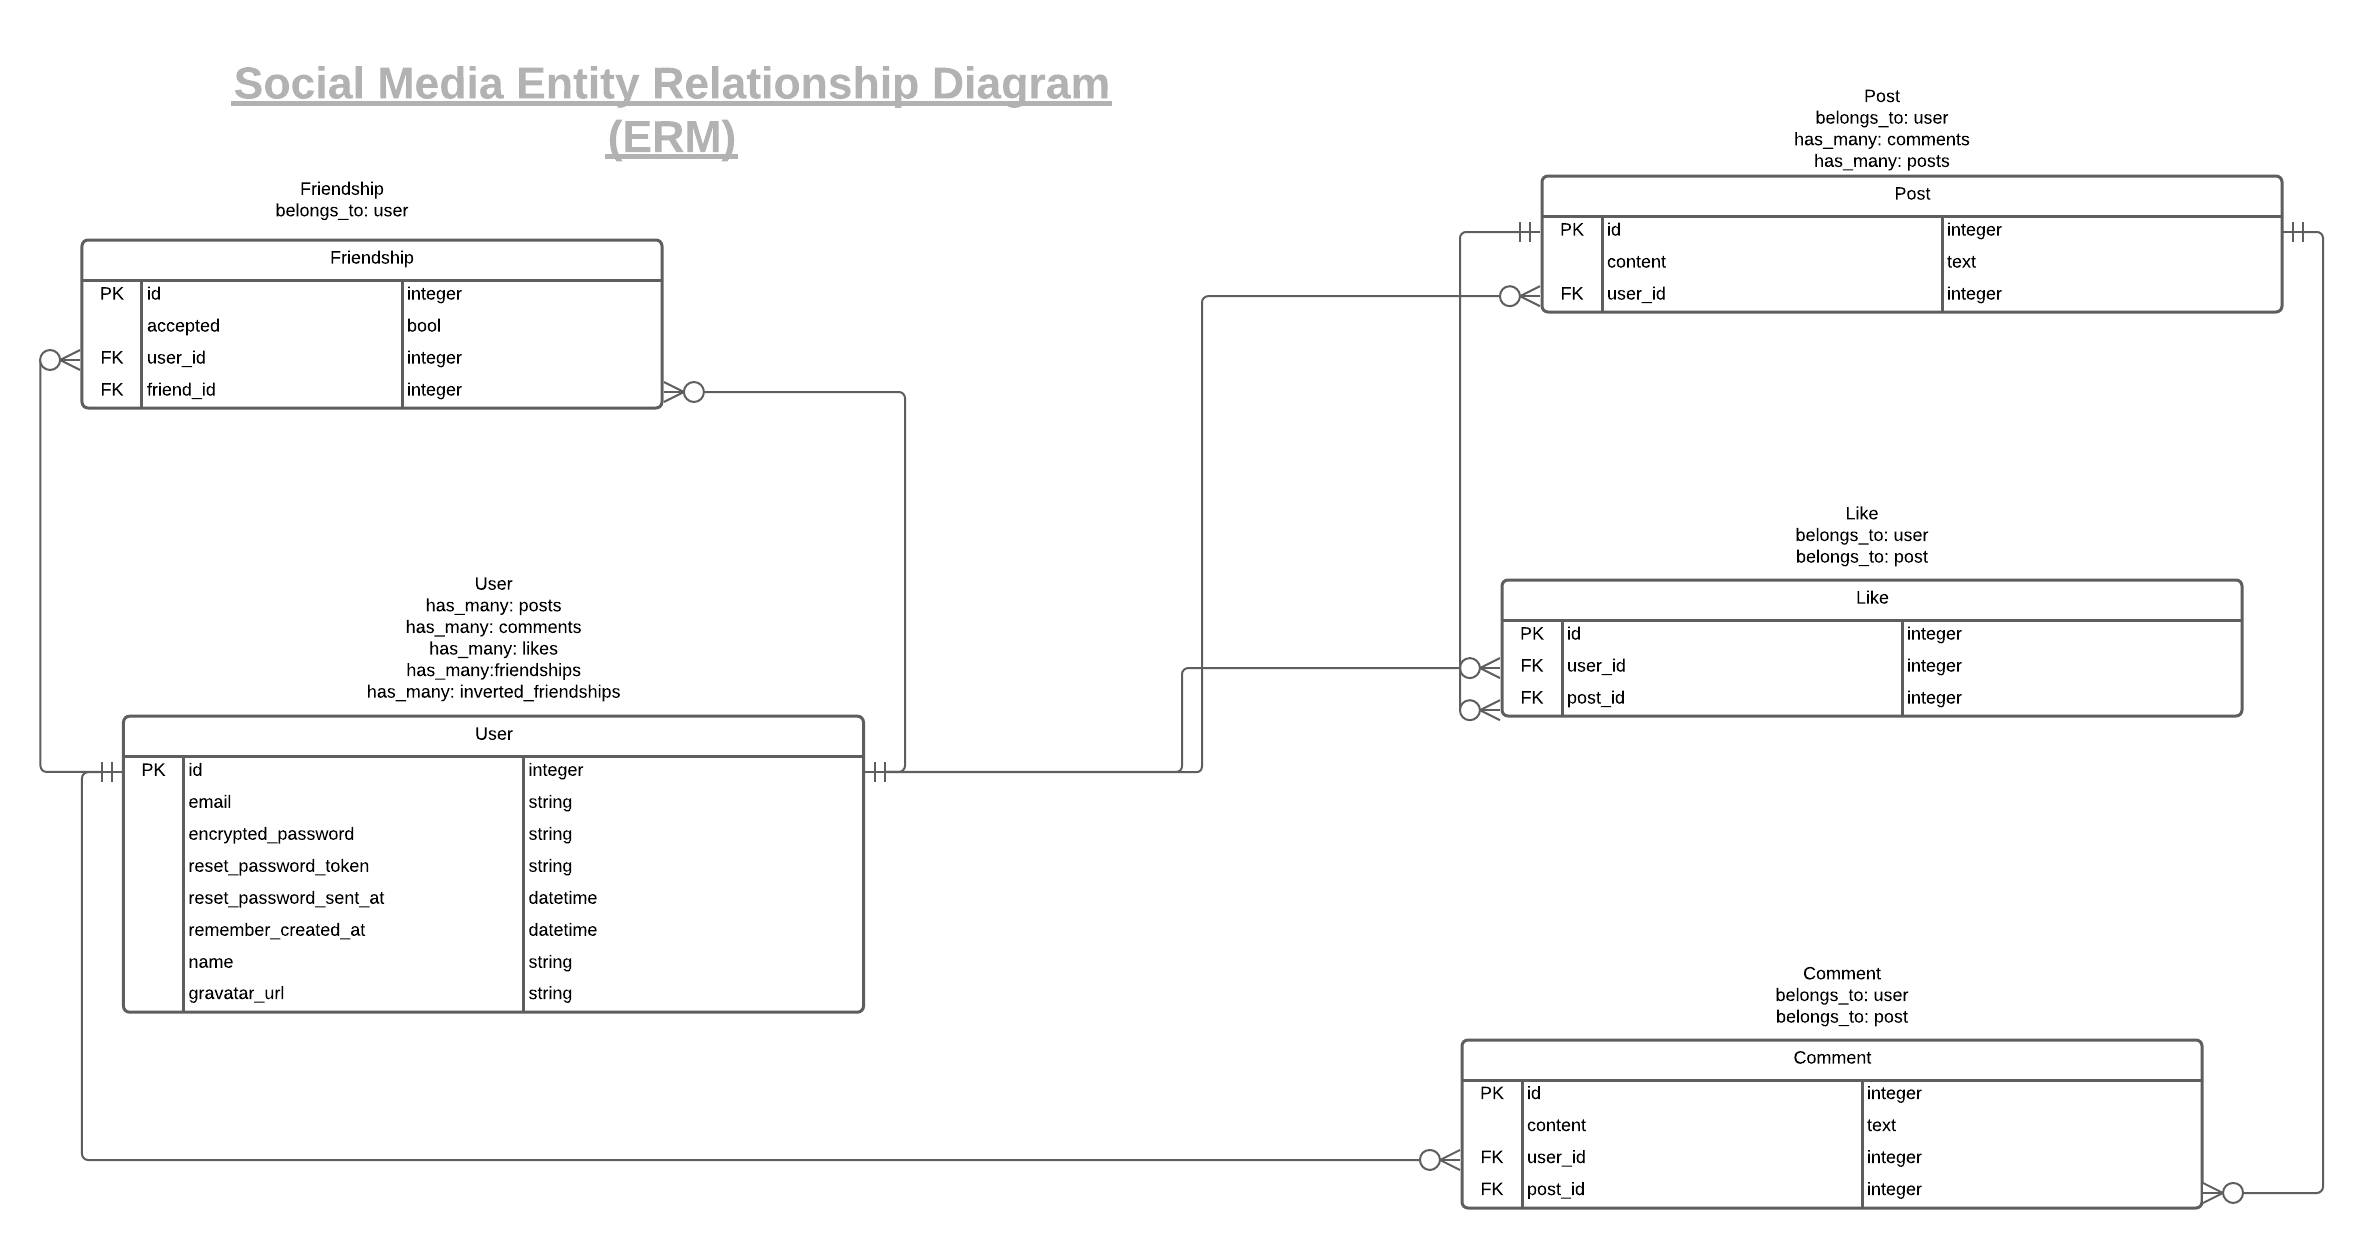 Social Media Entity Relationship Diagram
(ERM)
Friendship
belongs_to: user
Friendship
PK id integer
accepted bool
FK user_id integer
FK friend_id integer
User
has_many: posts
has_many: comments
has_many: likes
has_many:friendships
has_many: inverted_friendships
User
PK id integer
email string
encrypted_password string
reset_password_token string
reset_password_sent_at datetime
remember_created_at datetime
name string
gravatar_url string
Post
belongs_to: user
has_many: comments
has_many: posts
Post
PK id integer
content text
FK user_id integer
Like
belongs_to: user
belongs_to: post
Like
PK id integer
FK user_id integer
FK post_id integer
Comment
belongs_to: user
belongs_to: post
Comment
PK id integer
content text
FK user_id integer
FK post_id integer